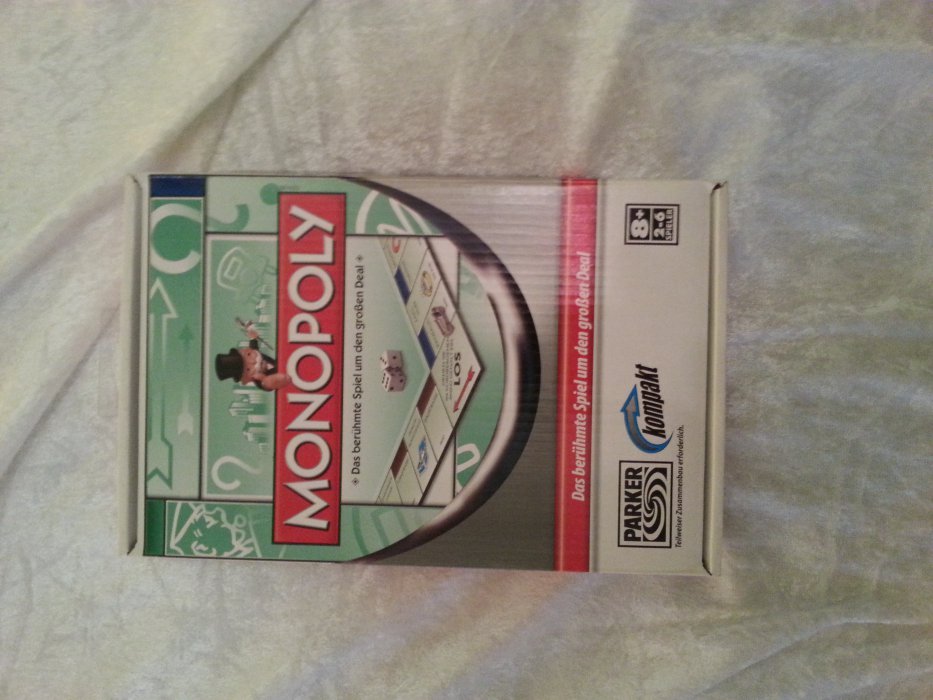 MONOPOLY
Das berühmte Spiel um den großen Deal
LOS
Das berühmte Spiel um den großen Deal
8+
2-6
SPIELER
kompakt
PARKER
Teilweiser Zusammenbau erforderlich.